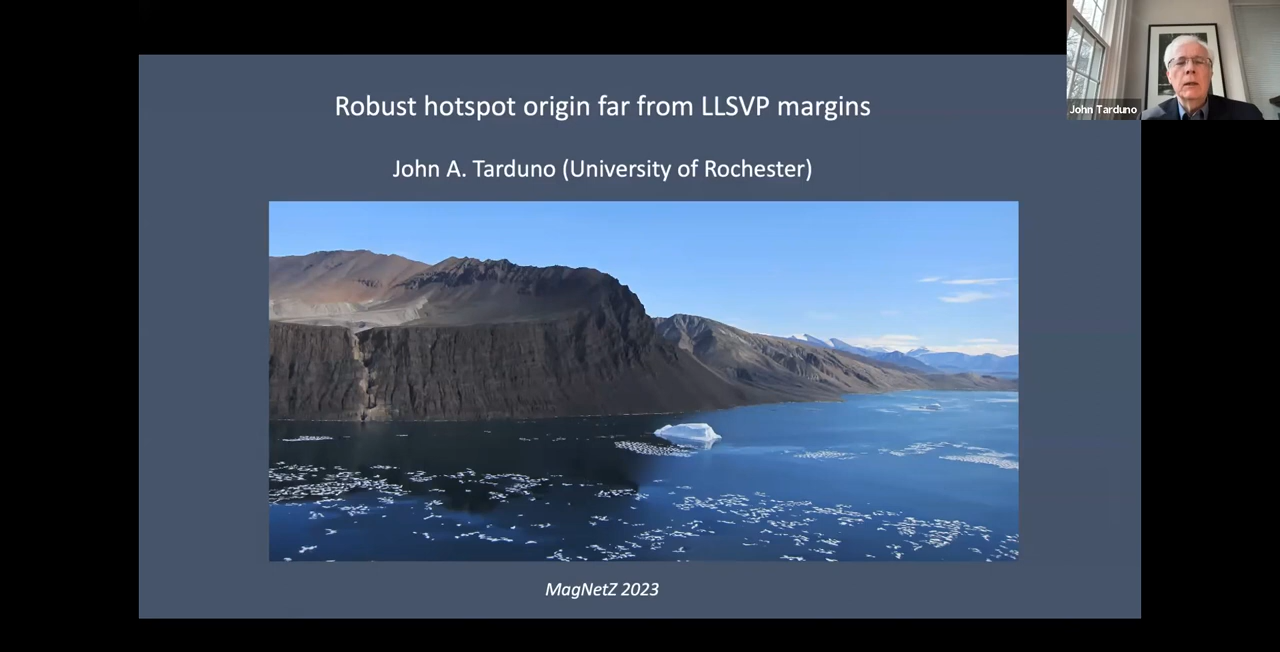 Robust hotspot origin far from LLSVP margins
John A. Tarduno (University of Rochester)
John Tarduno
MagNetZ 2023